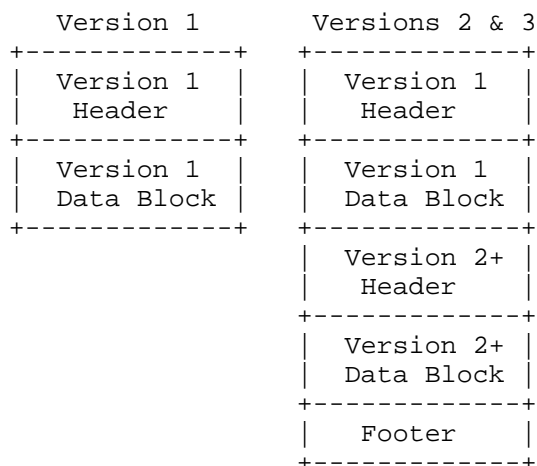 Version 1 Versions 2 & 3
+-------------+ +-------------+
| Version 1 | | Version 1 |
| Header | | Header |
+-------------+ +-------------+
| Version 1 | | Version 1 |
| Data Block | | Data Block |
+-------------+ +-------------+
| Version 2+ |
| Header |
+-------------+
| Version 2+ |
| Data Block |
+-------------+
| Footer |
+-------------+